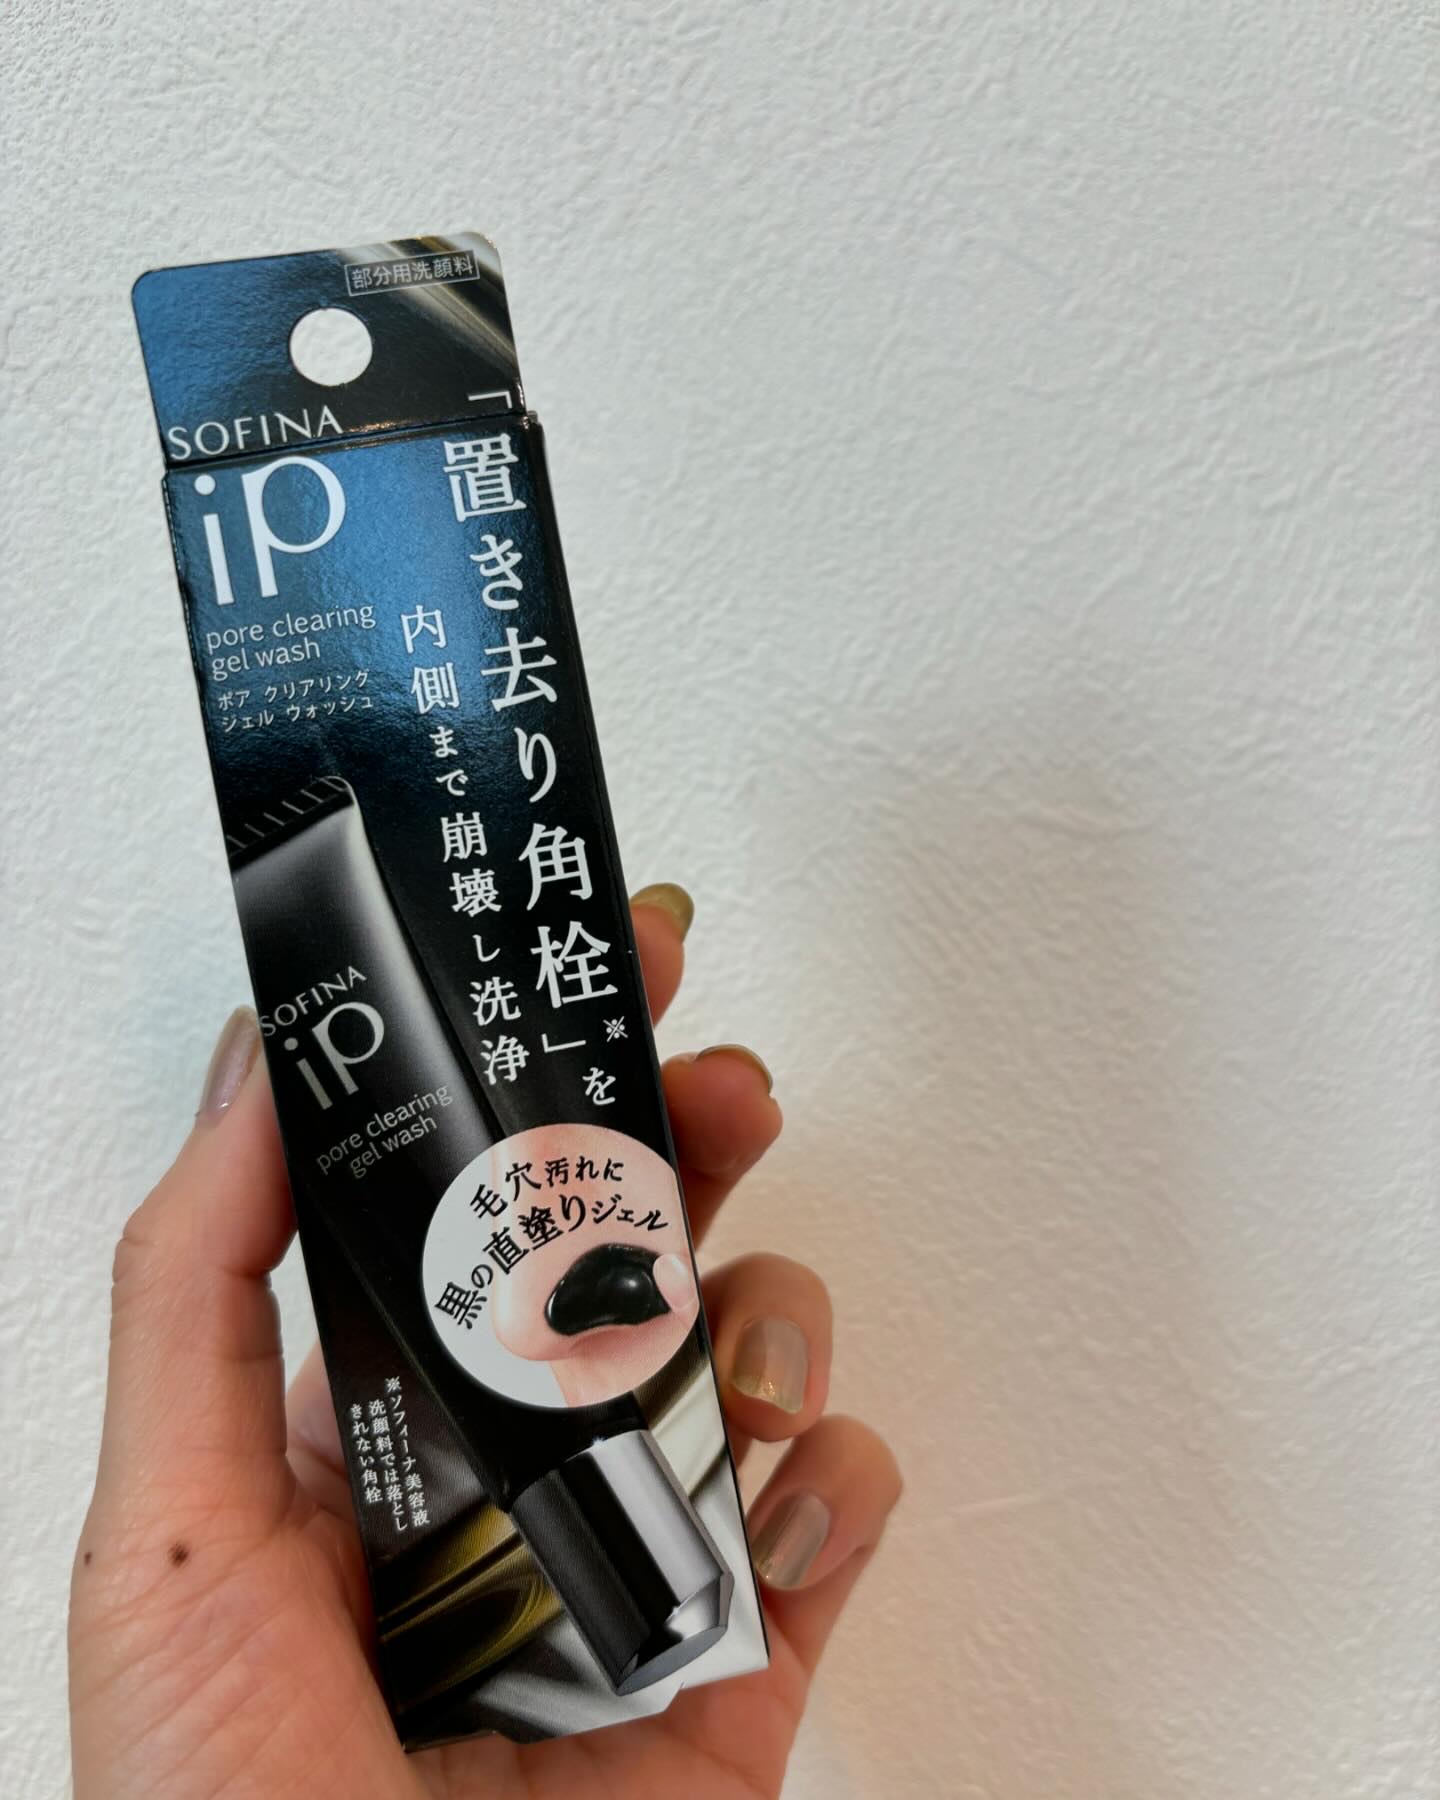 部分用洗顔料
SOFINA
iP
pore clearing
gel wash
ポア クリアリング
ジェル ウォッシュ
「置き去り角栓」※を
内側まで崩壊し洗浄
SOFINA
iP
pore clearing
gel wash
毛穴汚れに
黒の直塗りジェル
※ソフィーナ美容液
洗顔料では落とし
きれない角栓